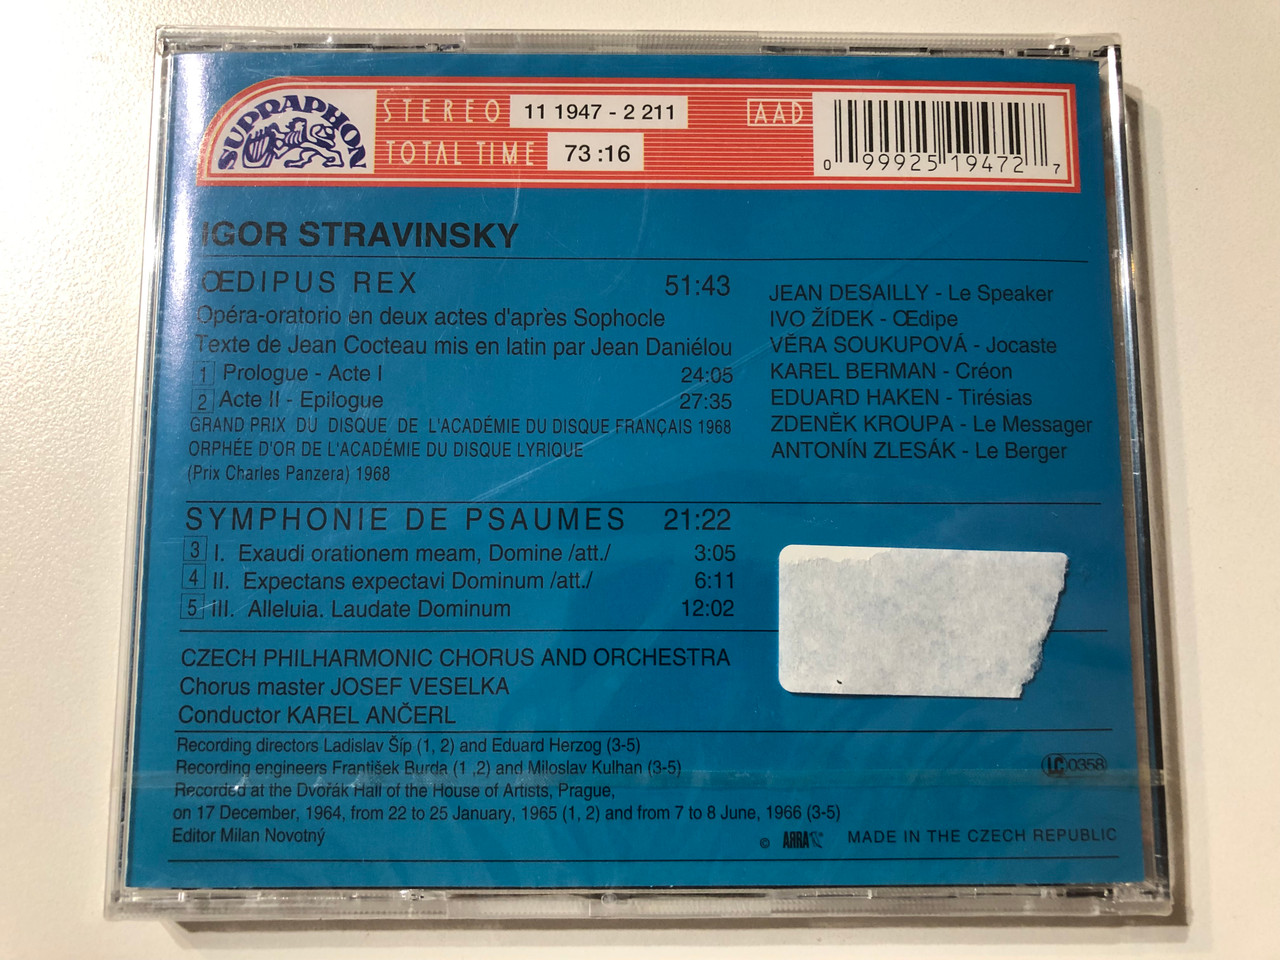 SUPRAPHON
STEREO 11 1947 - 2 211
TOTAL TIME 73:16
AAD
0 99925 19472 7
IGOR STRAVINSKY
ŒDIPUS REX 51:43
Opéra-oratorio en deux actes d'après Sophocle
Texte de Jean Cocteau mis en latin par Jean Daniélou
1 Prologue - Acte I 24:05
2 Acte II - Epilogue 27:35
GRAND PRIX DU DISQUE DE L'ACADÉMIE DU DISQUE FRANÇAIS 1968
ORPHÉE D'OR DE L'ACADÉMIE DU DISQUE LYRIQUE
(Prix Charles Panzera) 1968
JEAN DESAILLY - Le Speaker
IVO ŽÍDEK - Œdipe
VĚRA SOUKUPOVÁ - Jocaste
KAREL BERMAN - Créon
EDUARD HAKEN - Tirésias
ZDENĚK KROUPA - Le Messager
ANTONÍN ZLESÁK - Le Berger
SYMPHONIE DE PSAUMES 21:22
3 I. Exaudi orationem meam, Domine /att./ 3:05
4 II. Expectans expectavi Dominum /att./ 6:11
5 III. Alleluia. Laudate Dominum 12:02
CZECH PHILHARMONIC CHORUS AND ORCHESTRA
Chorus master JOSEF VESELKA
Conductor KAREL ANČERL
Recording directors Ladislav Šíp (1, 2) and Eduard Herzog (3-5)
Recording engineers František Burda (1 ,2) and Miloslav Kulhan (3-5)
Recorded at the Dvořák Hall of the House of Artists, Prague,
on 17 December, 1964, from 22 to 25 January, 1965 (1, 2) and from 7 to 8 June, 1966 (3-5)
Editor Milan Novotný
LC 0358
© ARRA MADE IN THE CZECH REPUBLIC